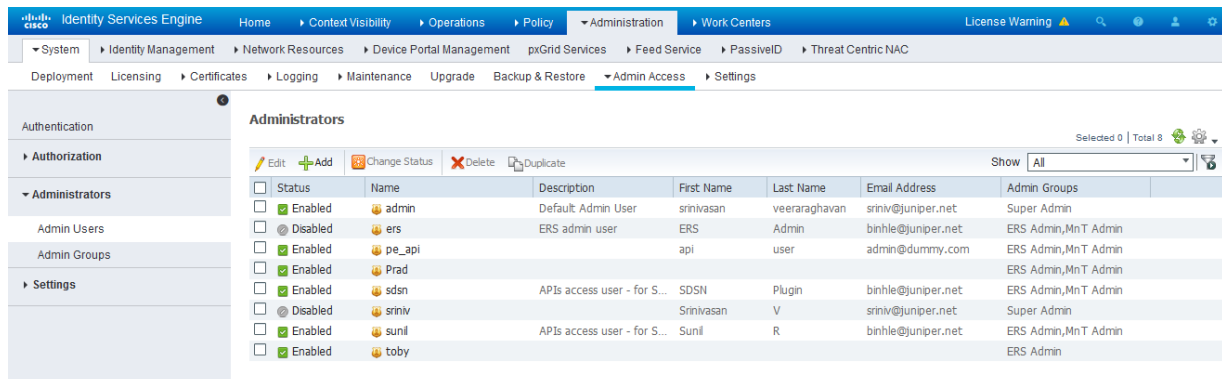 cisco Identity Services Engine Home Context Visibility Operations Policy Administration Work Centers License Warning
System Identity Management Network Resources Device Portal Management pxGrid Services Feed Service PassiveID Threat Centric NAC
Deployment Licensing Certificates Logging Maintenance Upgrade Backup & Restore Admin Access Settings
Authentication
Authorization
Administrators
Admin Users
Admin Groups
Settings
Administrators
Selected 0 | Total 8
Edit Add Change Status Delete Duplicate Show All
Status Name Description First Name Last Name Email Address Admin Groups
Enabled admin Default Admin User srinivasan veeraraghavan sriniv@juniper.net Super Admin
Disabled ers ERS admin user ERS Admin binhle@juniper.net ERS Admin,MnT Admin
Enabled pe_api api user admin@dummy.com ERS Admin,MnT Admin
Enabled Prad ERS Admin,MnT Admin
Enabled sdsn APIs access user - for S... SDSN Plugin binhle@juniper.net ERS Admin,MnT Admin
Disabled sriniv Srinivasan V sriniv@juniper.net Super Admin
Enabled sunil APIs access user - for S... Sunil R binhle@juniper.net ERS Admin,MnT Admin
Enabled toby ERS Admin